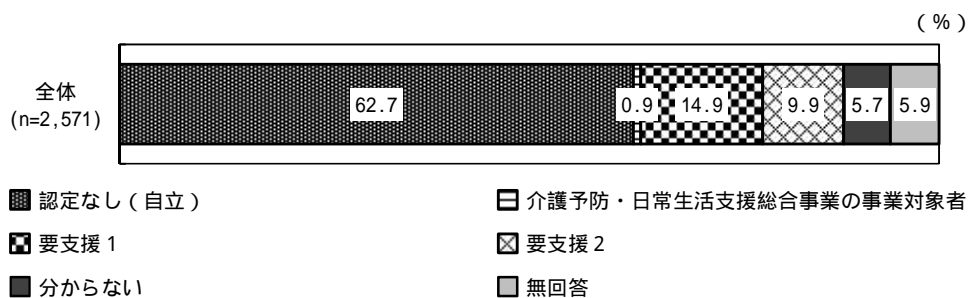 (%)
全体
(n=2,571)
62.7 0.9 14.9 9.9 5.7 5.9
認定なし(自立) 介護予防・日常生活支援総合事業の事業対象者
要支援1 要支援2
分からない 無回答